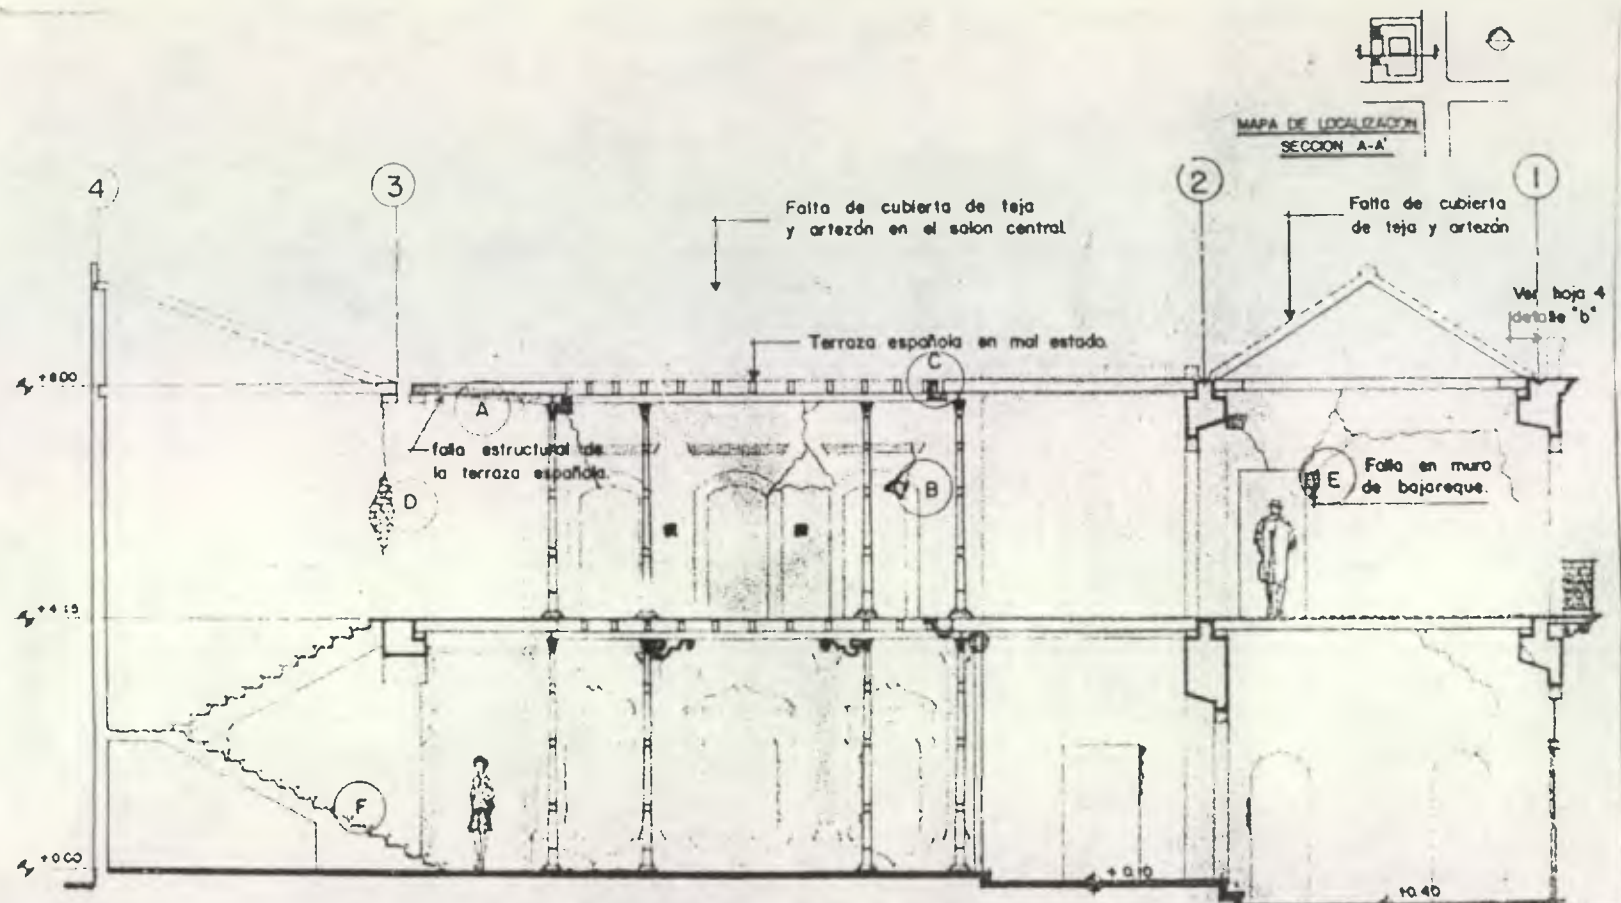 MAPA DE LOCALIZACION
SECCION A-A'
4
3
2
1
Falta de cubierta de teja
y artezón en el salon central.
Falta de cubierta
de teja y artezón
Ver hoja 4
detalle "b"
Terraza española en mal estado.
C
+8.00
A
falla estructural de
la terraza española.
D
B
E
Falla en muro
de bajareque.
+4.15
F
+0.00
+0.10
+0.40